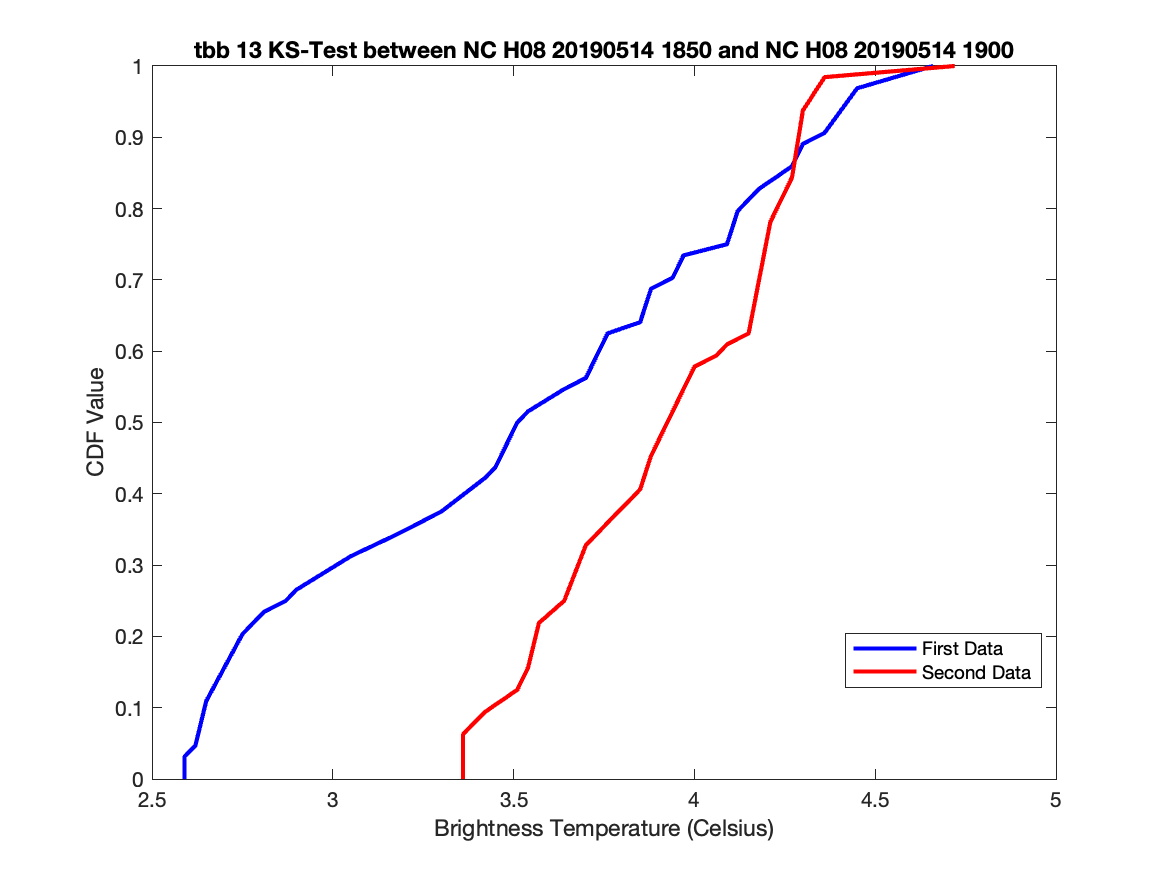 tbb 13 KS-Test between NC H08 20190514 1850 and NC H08 20190514 1900
1
0.9
0.8
0.7
0.6
0.5
0.4
0.3
0.2
0.1
0
CDF Value
First Data
Second Data
2.5 3 3.5 4 4.5 5
Brightness Temperature (Celsius)